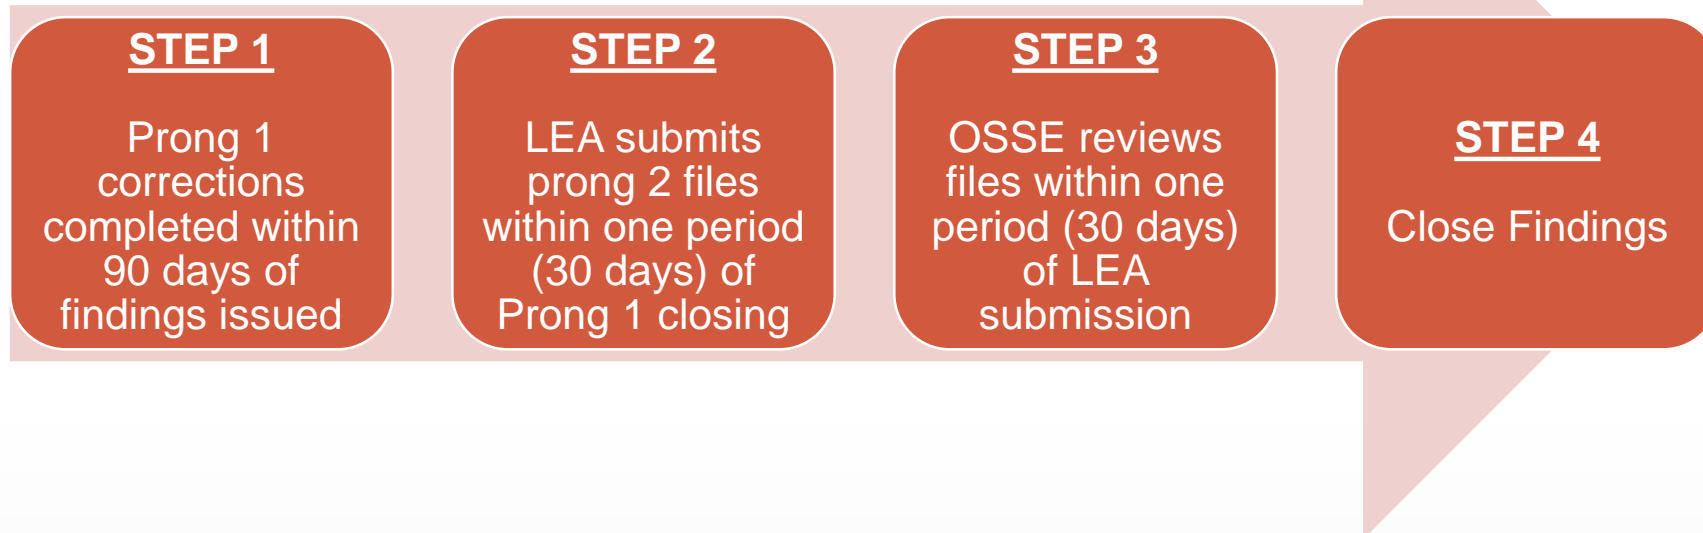 STEP 1
Prong 1
corrections
completed within
90 days of
findings issued
STEP 2
LEA submits
prong 2 files
within one period
(30 days) of
Prong 1 closing
STEP 3
OSSE reviews
files within one
period (30 days)
of LEA
submission
STEP 4
Close Findings